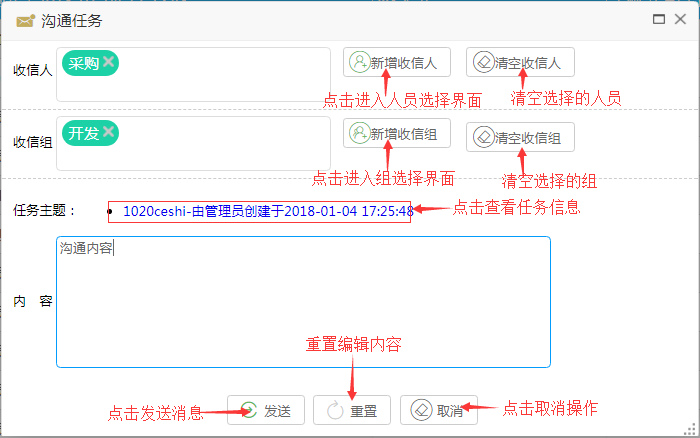 沟通任务
收信人 采购 新增收信人 清空收信人
点击进入人员选择界面 清空选择的人员
收信组 开发 新增收信组 清空收信组
点击进入组选择界面 清空选择的组
任务主题： 1020ceshi-由管理员创建于2018-01-04 17:25:48 点击查看任务信息
沟通内容
内 容
重置编辑内容
点击发送消息 发送 重置 取消 点击取消操作